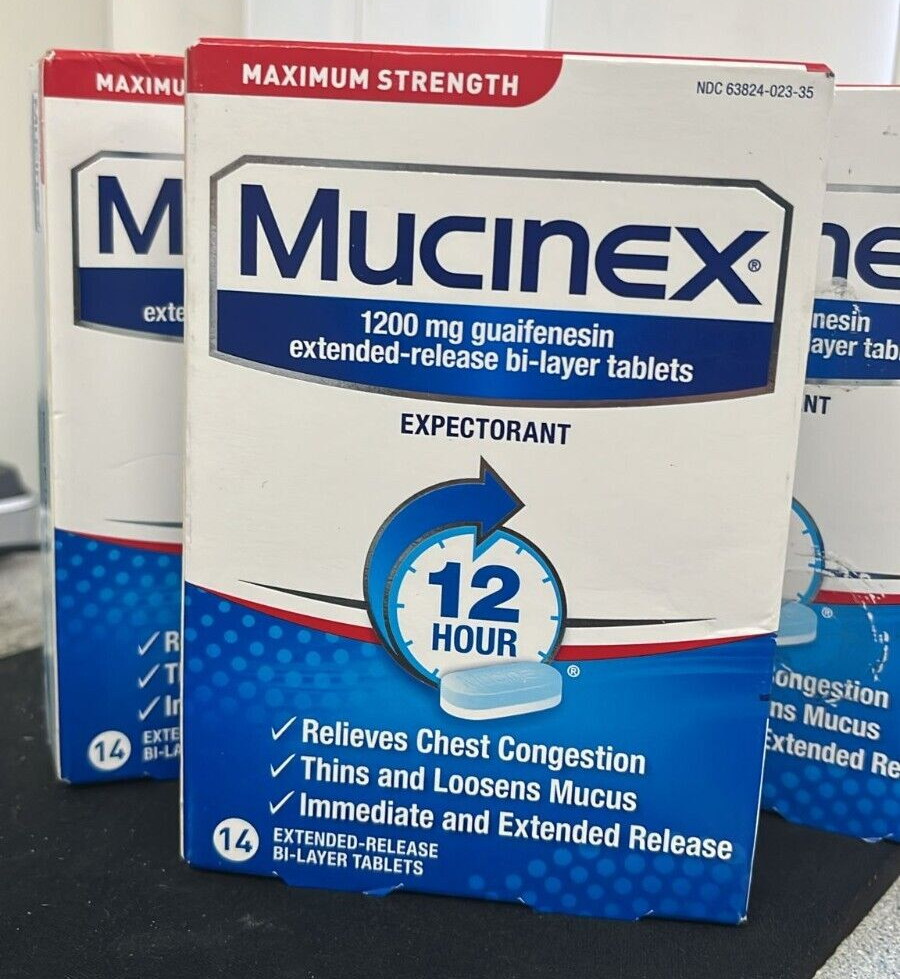 MAXIMUM STRENGTH
NDC 63824-023-35
MUCINEX®
1200 mg guaifenesin
extended-release bi-layer tablets
EXPECTORANT
12
HOUR
®
✓ Relieves Chest Congestion
✓ Thins and Loosens Mucus
✓ Immediate and Extended Release
14 EXTENDED-RELEASE
BI-LAYER TABLETS
MAXIMU
M
exte
✓ R
✓ T
✓ I
14 EXTE
BI-LA
NE
nesin
ayer tab
NT
®
ongestion
ns Mucus
Extended Re